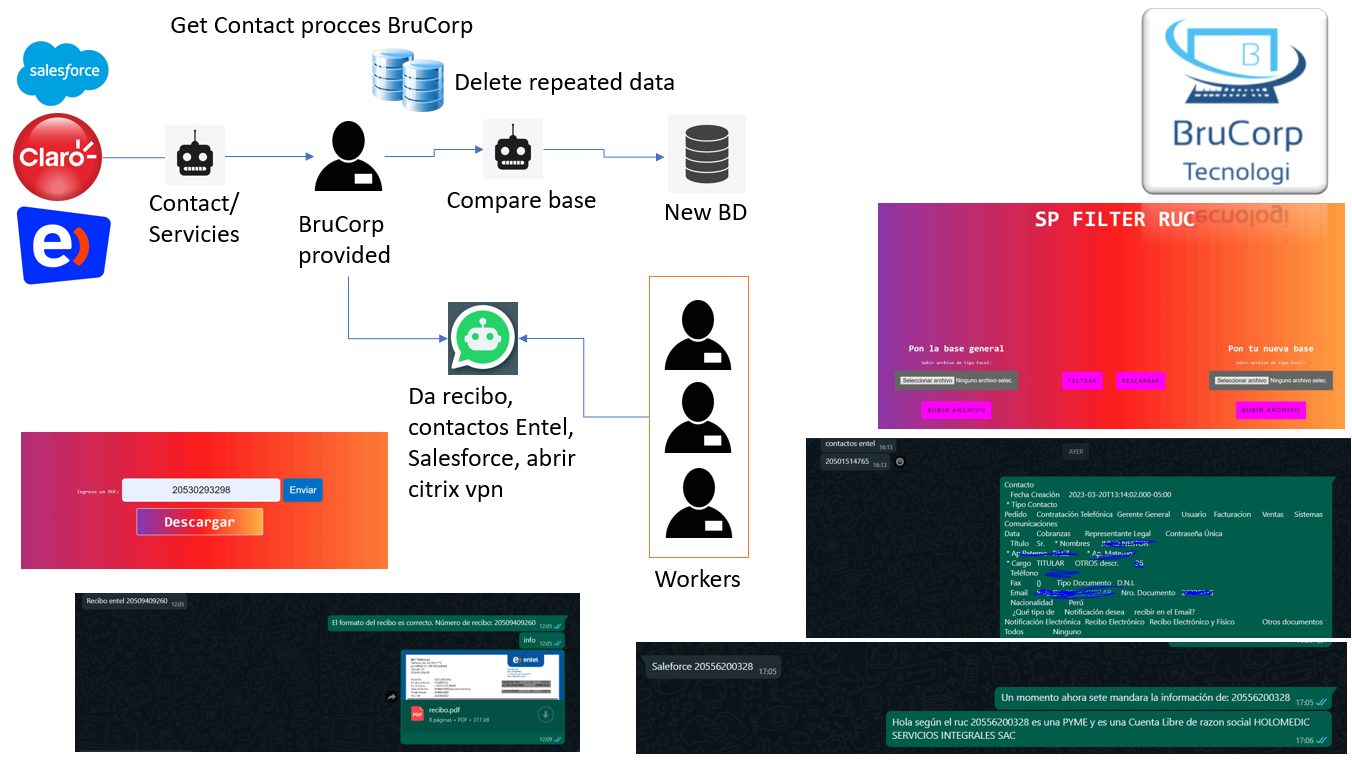 Get Contact procces BruCorp
salesforce
Delete repeated data
Claro
Contact/
Servicies
BruCorp
provided
Compare base
New BD
B
BruCorp
Tecnologi
e)
Da recibo,
contactos Entel,
Salesforce, abrir
citrix vpn
Workers
SP FILTER RUC
Pon la base general
Subir archivo de tipo Excel:
Seleccionar archivo Ninguno archivo selec.
SUBIR ARCHIVO
FILTRAR
DESCARGAR
Pon tu nueva base
Subir archivo de tipo Excel:
Seleccionar archivo Ninguno archivo selec.
SUBIR ARCHIVO
Ingrese un RUC:
20530293298
Enviar
Descargar
contactos entel 16:13
20501514765 16:13
AYER
Contacto
Fecha Creación 2023-03-20T13:14:02.000-05:00
* Tipo Contacto
Pedido Contratación Telefónica Gerente General Usuario Facturacion Ventas Sistemas
Comunicaciones
Data Cobranzas Representante Legal Contraseña Única
Título Sr. * Nombres
* Ap. Paterno * Ap. Materno
* Cargo TITULAR OTROS descr.
Teléfono
Fax () Tipo Documento D.N.I.
Email Nro. Documento
Nacionalidad Perú
¿Qué tipo de Notificación desea recibir en el Email?
Notificación Electrónica Recibo Electrónico Recibo Electrónico y Físico Otros documentos
Todos Ninguno
Recibo entel 20509409260 12:05
El formato del recibo es correcto. Número de recibo: 20509409260 12:05
info 12:05
e) entel
PDF
recibo.pdf
8 páginas • PDF • 311 kB
12:09
Saleforce 20556200328 17:05
Un momento ahora sete mandara la información de: 20556200328 17:05
Hola según el ruc 20556200328 es una PYME y es una Cuenta Libre de razon social HOLOMEDIC
SERVICIOS INTEGRALES SAC 17:06